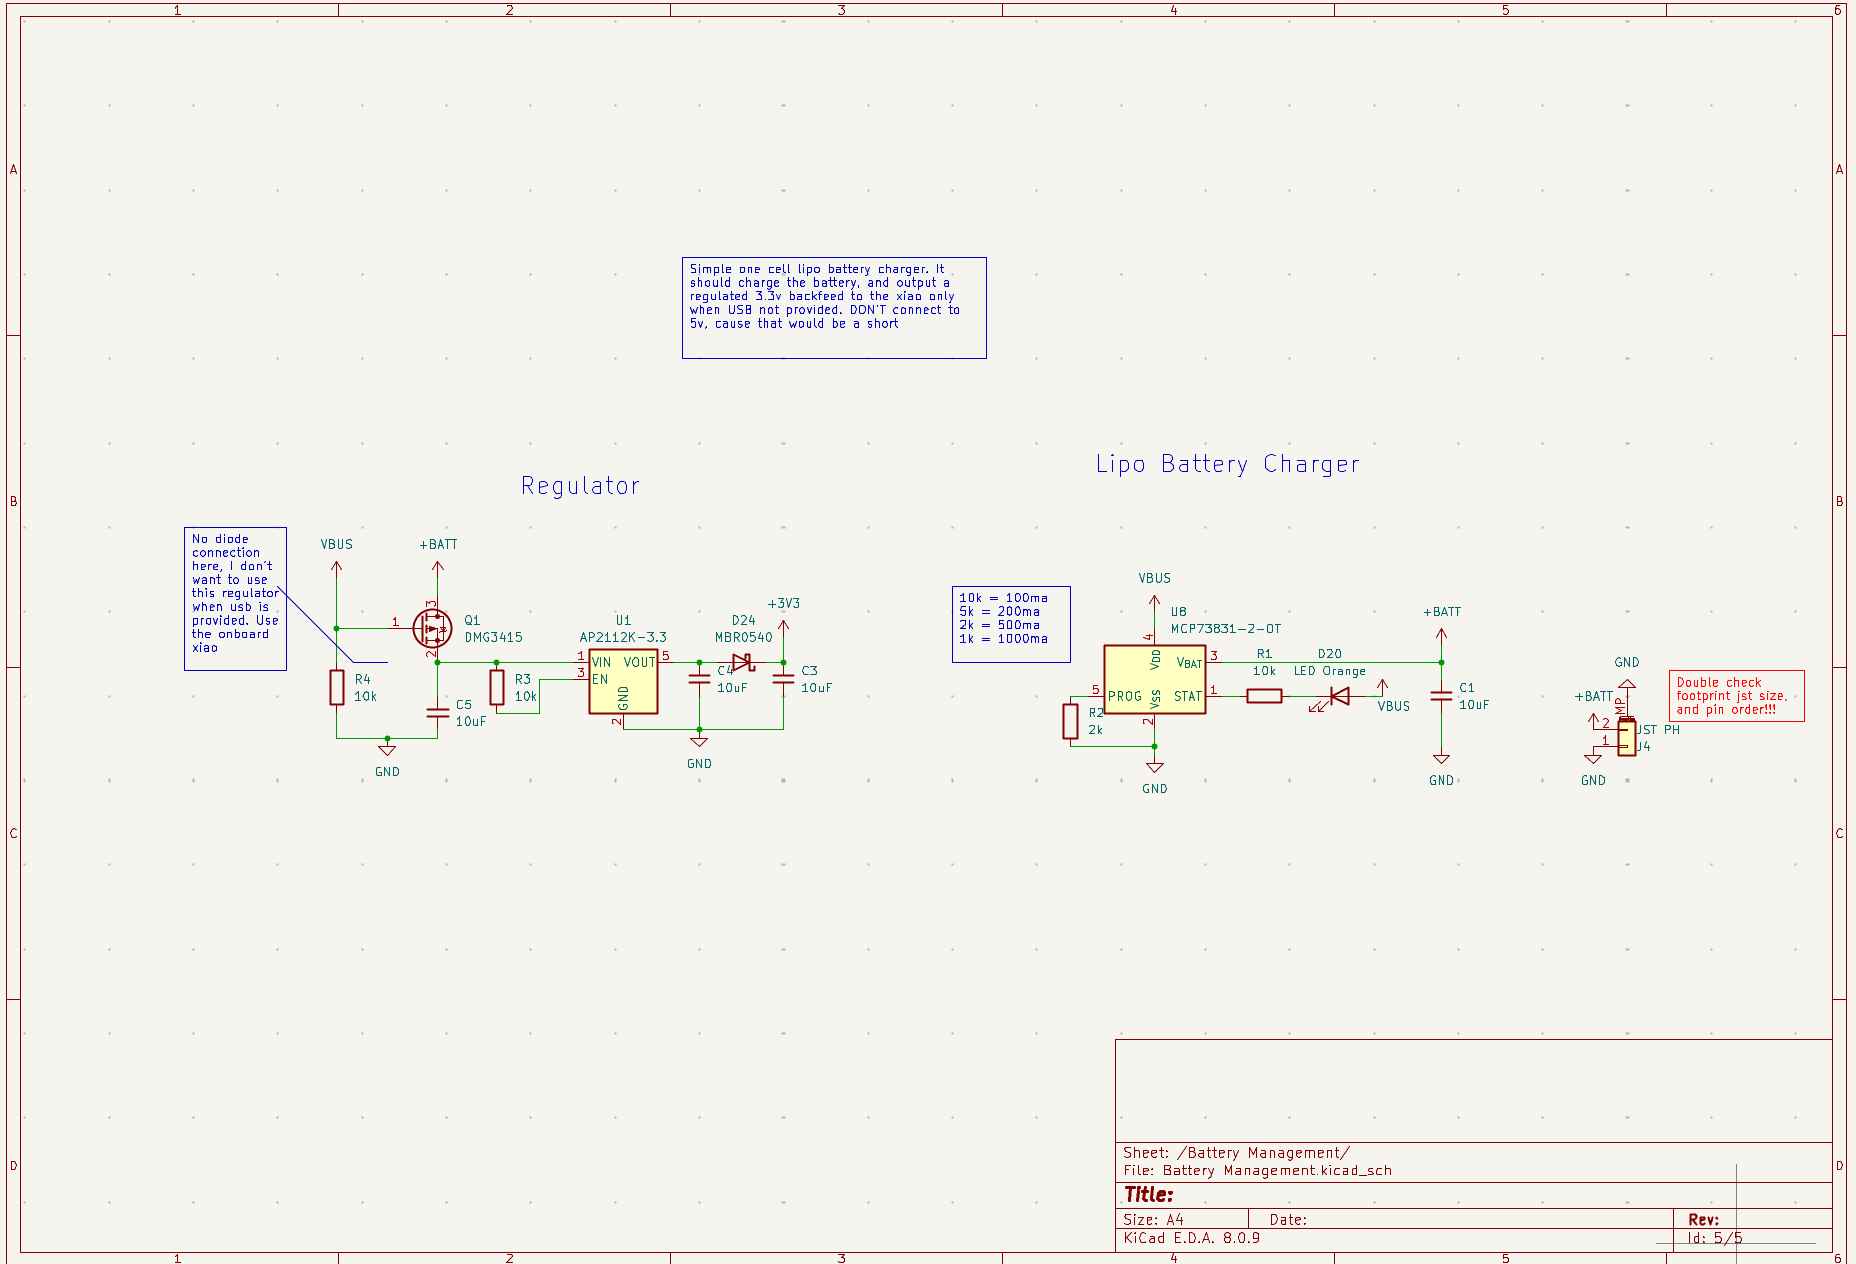 1 2 3 4 5 6
A A
Simple one cell lipo battery charger. It
should charge the battery, and output a
regulated 3.3v backfeed to the xiao only
when USB not provided. DON'T connect to
5v, cause that would be a short
B B
Regulator
Lipo Battery Charger
No diode
connection
here, I don't
want to use
this regulator
when usb is
provided. Use
the onboard
xiao
VBUS
+BATT
1
3
2
Q1
DMG3415
R4
10k
C5
10uF
GND
R3
10k
U1
AP2112K-3.3
1 VIN VOUT 5
3 EN
GND
2
C4
10uF
D24
MBR0540
+3V3
C3
10uF
GND
10k = 100ma
5k = 200ma
2k = 500ma
1k = 1000ma
VBUS
4
U8
MCP73831-2-OT
VDD
VBAT 3
5 PROG STAT 1
VSS
2
R2
2k
GND
R1
10k
D20
LED Orange
VBUS
+BATT
C1
10uF
GND
GND
MP
+BATT
2
1
JST PH
J4
GND
Double check
footprint jst size,
and pin order!!!
C C
D D
Sheet: /Battery Management/
File: Battery Management.kicad_sch
Title:
Size: A4 Date: Rev:
KiCad E.D.A. 8.0.9 Id: 5/5
1 2 3 4 5 6